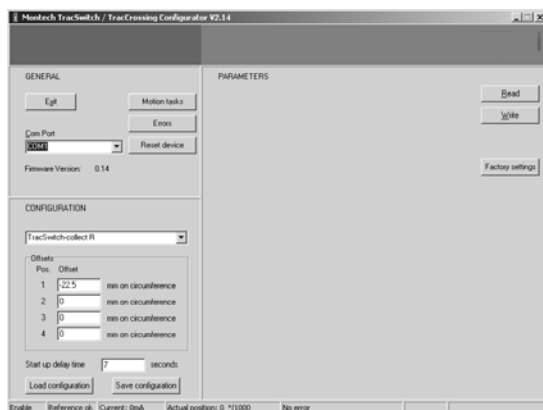 Montech TracSwitch / TracCrossing Configurator V2.14
GENERAL
Exit
Motion tasks
Errors
Com Port
COM1
Reset device
Firmware Version: 0.14
CONFIGURATION
TracSwitch-collect R
Offsets
Pos. Offset
1 -22.5 mm on circumference
2 0 mm on circumference
3 0 mm on circumference
4 0 mm on circumference
Start up delay time 7 seconds
Load configuration Save configuration
PARAMETERS
Read
Write
Factory settings
Enable Reference ok Current: 0mA Actual position: 0 °/1000 No error